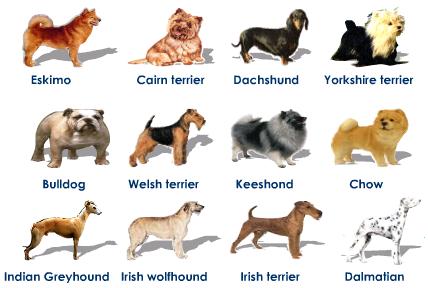 Eskimo Cairn terrier Dachshund Yorkshire terrier
Bulldog Welsh terrier Keeshond Chow
Indian Greyhound Irish wolfhound Irish terrier Dalmatian